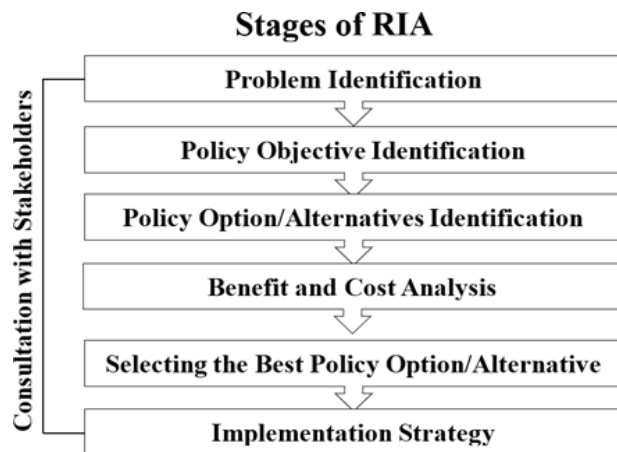 Stages of RIA
Consultation with Stakeholders
Problem Identification
Policy Objective Identification
Policy Option/Alternatives Identification
Benefit and Cost Analysis
Selecting the Best Policy Option/Alternative
Implementation Strategy